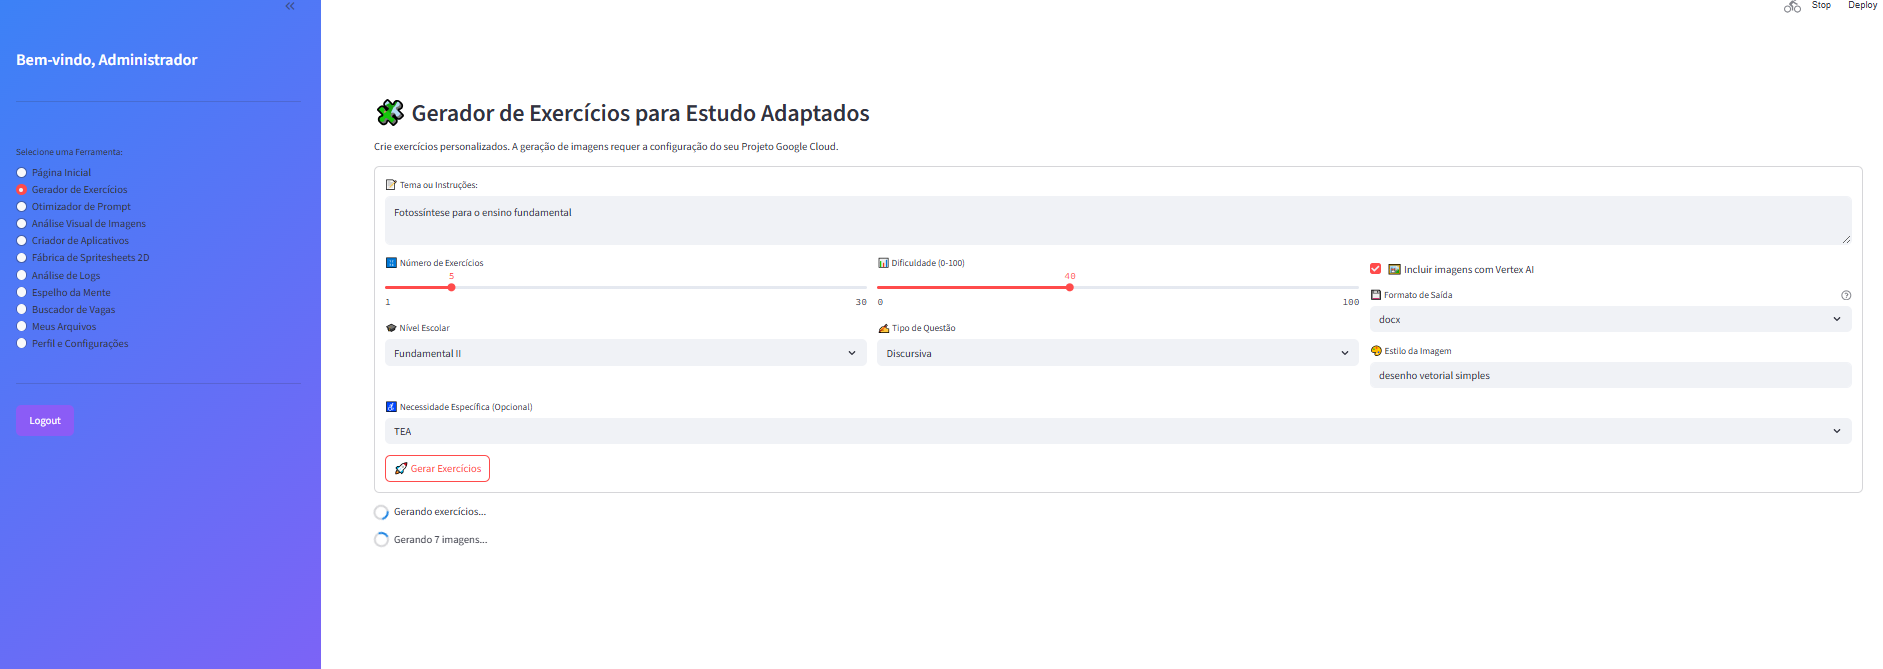 Stop
Deploy
Bem-vindo, Administrador
Selecione uma Ferramenta:
Página Inicial
Gerador de Exercícios
Otimizador de Prompt
Análise Visual de Imagens
Criador de Aplicativos
Fábrica de Spritesheets 2D
Análise de Logs
Espelho da Mente
Buscador de Vagas
Meus Arquivos
Perfil e Configurações
Logout
Gerador de Exercícios para Estudo Adaptados
Crie exercícios personalizados. A geração de imagens requer a configuração do seu Projeto Google Cloud.
Tema ou Instruções:
Fotossíntese para o ensino fundamental
Número de Exercícios
5
1
30
Dificuldade (0-100)
40
0
100
Incluir imagens com Vertex AI
Formato de Saída
docx
Nível Escolar
Fundamental II
Tipo de Questão
Discursiva
Estilo da Imagem
desenho vetorial simples
Necessidade Específica (Opcional)
TEA
Gerar Exercícios
Gerando exercícios...
Gerando 7 imagens...